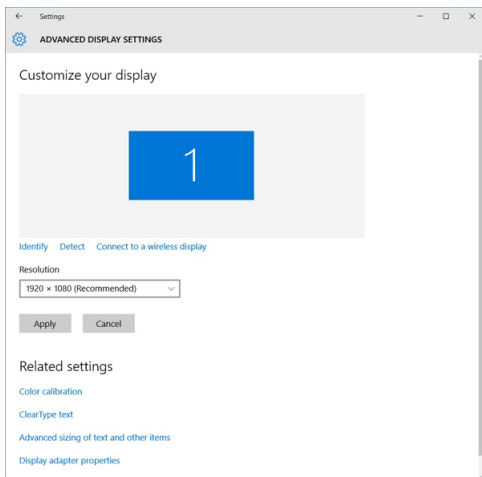 Settings
ADVANCED DISPLAY SETTINGS
Customize your display
1
Identify Detect Connect to a wireless display
Resolution
1920 × 1080 (Recommended)
Apply Cancel
Related settings
Color calibration
ClearType text
Advanced sizing of text and other items
Display adapter properties